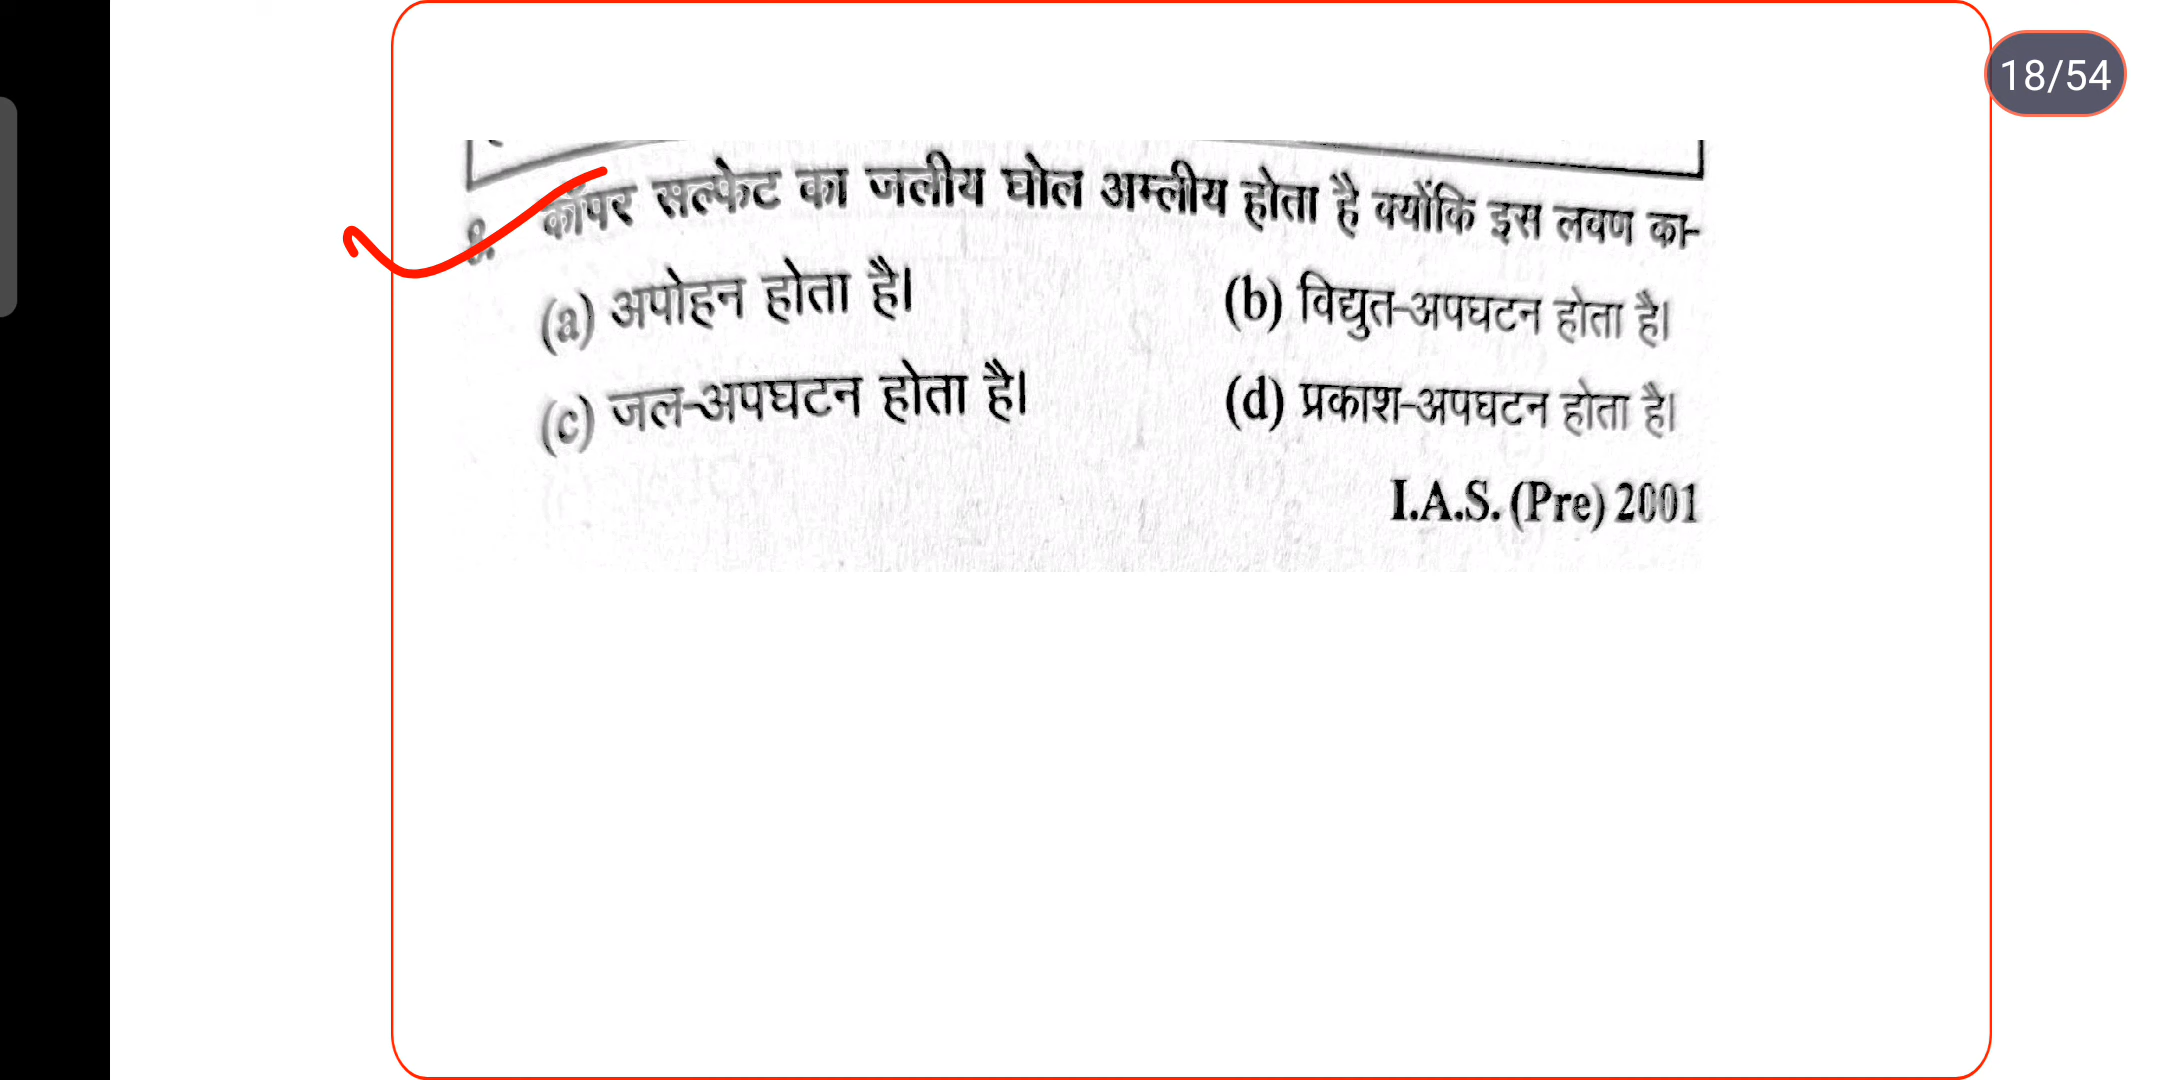 18/54
8. कॉपर सल्फेट का जलीय घोल अम्लीय होता है क्योंकि इस लवण का-
(a) अपोहन होता है। (b) विद्युत-अपघटन होता है।
(c) जल-अपघटन होता है। (d) प्रकाश-अपघटन होता है।
I.A.S. (Pre) 2001